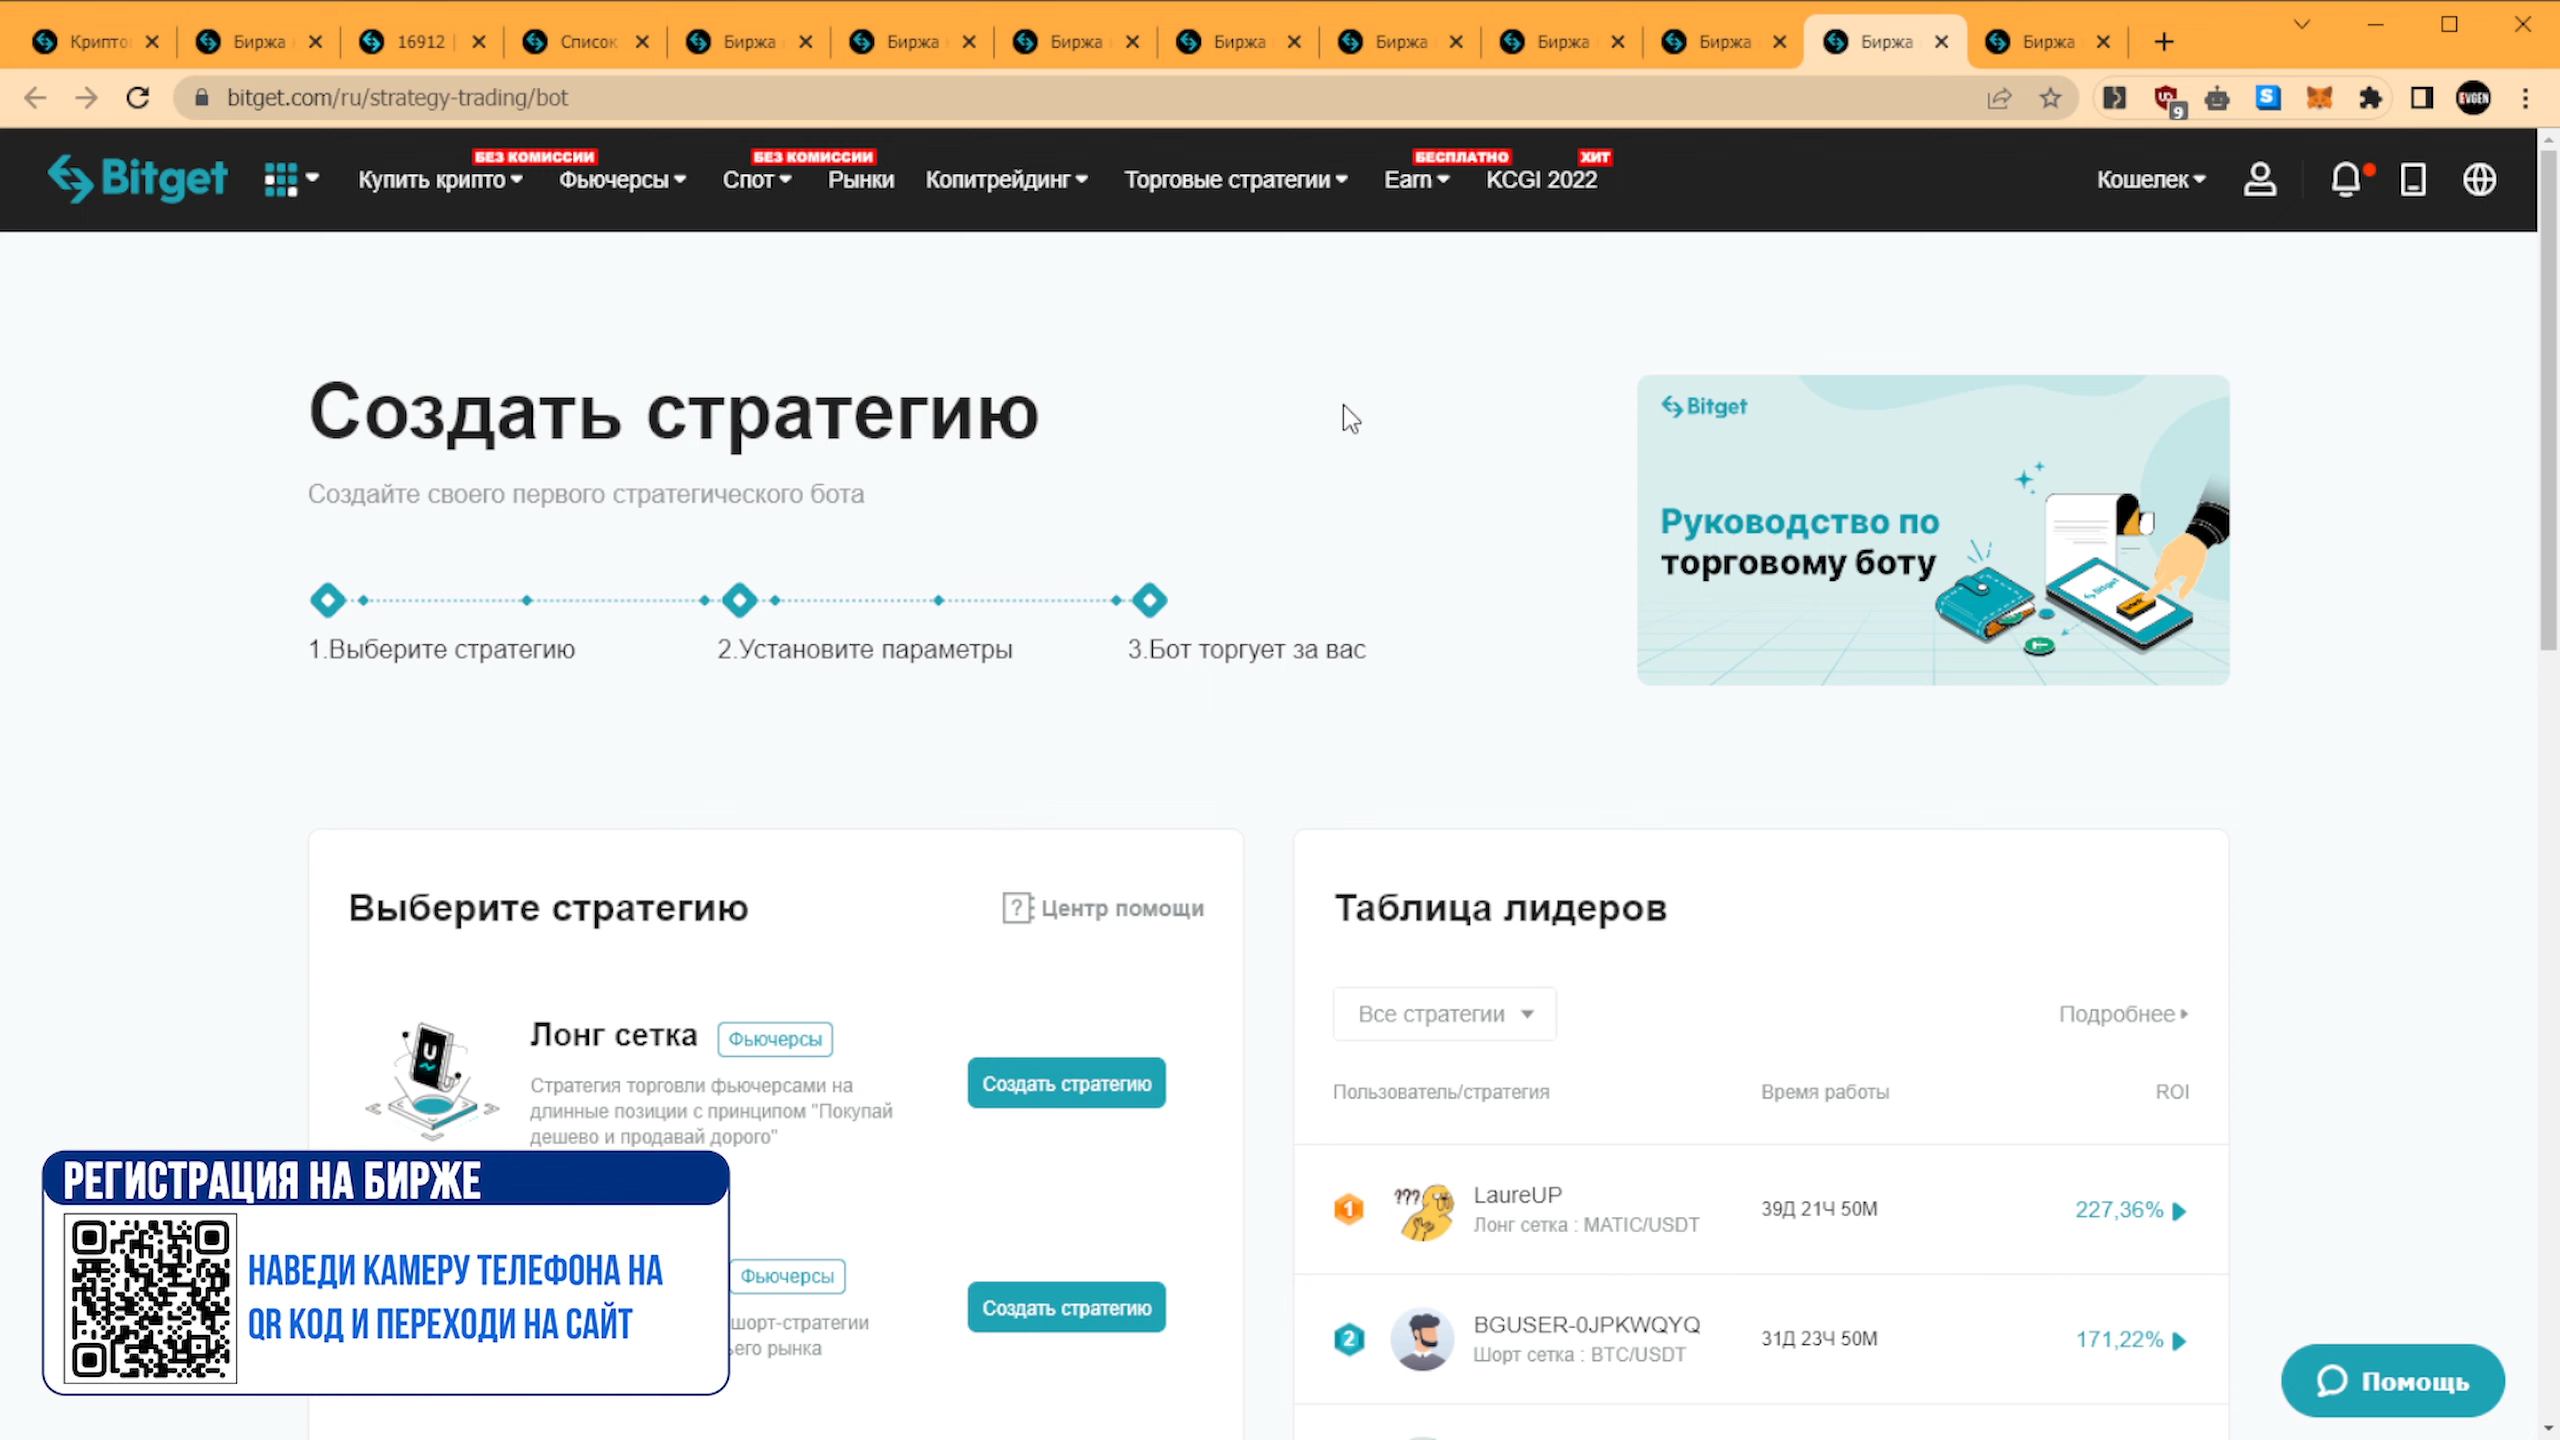 Крипто
Биржа
16912
Список
Биржа
Биржа
Биржа
Биржа
Биржа
Биржа
Биржа
Биржа
Биржа
bitget.com/ru/strategy-trading/bot
9
EVGEN
Bitget
Купить крипто
БЕЗ КОМИССИИ
Фьючерсы
БЕЗ КОМИССИИ
Спот
Рынки
Копитрейдинг
Торговые стратегии
БЕСПЛАТНО
Earn
ХИТ
KCGI 2022
Кошелек
Создать стратегию
Создайте своего первого стратегического бота
1.Выберите стратегию
2.Установите параметры
3.Бот торгует за вас
Bitget
Руководство по
торговому боту
Bitget
Выберите стратегию
Центр помощи
Лонг сетка
Фьючерсы
Стратегия торговли фьючерсами на
длинные позиции с принципом "Покупай
дешево и продавай дорого"
Создать стратегию
Фьючерсы
шорт-стратегии
его рынка
Создать стратегию
РЕГИСТРАЦИЯ НА БИРЖЕ
НАВЕДИ КАМЕРУ ТЕЛЕФОНА НА
QR КОД И ПЕРЕХОДИ НА САЙТ
Таблица лидеров
Все стратегии
Подробнее
Пользователь/стратегия
Время работы
ROI
1
???
LaureUP
Лонг сетка : MATIC/USDT
39Д 21Ч 50М
227,36%
2
BGUSER-0JPKWQYQ
Шорт сетка : BTC/USDT
31Д 23Ч 50М
171,22%
Помощь